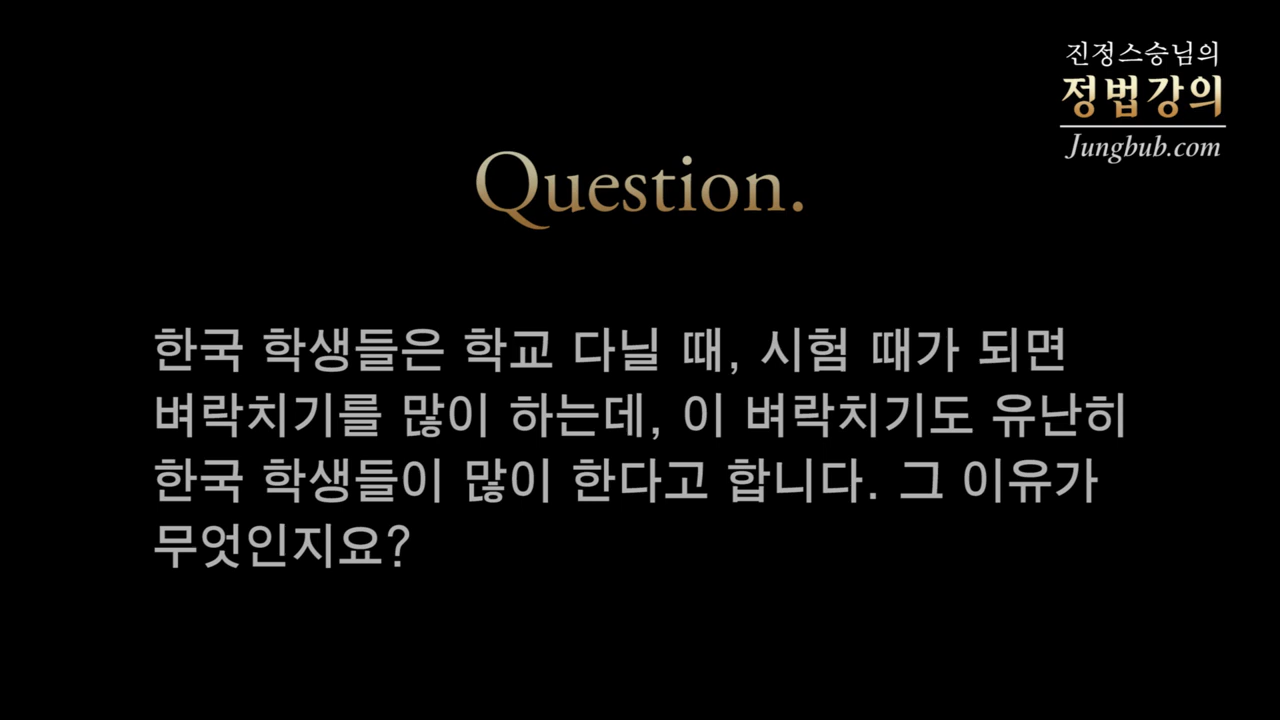 진정스승님의
정법강의
Jungbub.com
Question.
한국 학생들은 학교 다닐 때, 시험 때가 되면
벼락치기를 많이 하는데, 이 벼락치기도 유난히
한국 학생들이 많이 한다고 합니다. 그 이유가
무엇인지요?